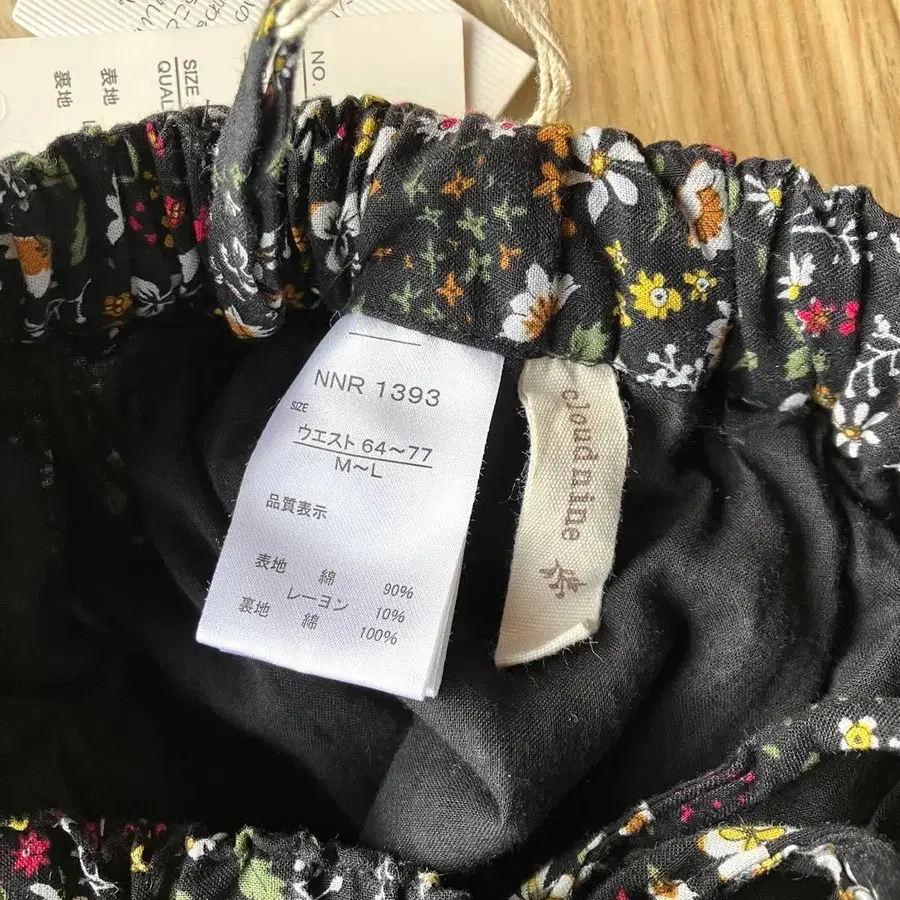 NO.
SIZE
QUAL
表地
裏地
NNR 1393
SIZE
ウエスト 64～77
M～L
品質表示
表地 綿 90%
レーヨン 10%
裏地 綿 100%
cloud nine